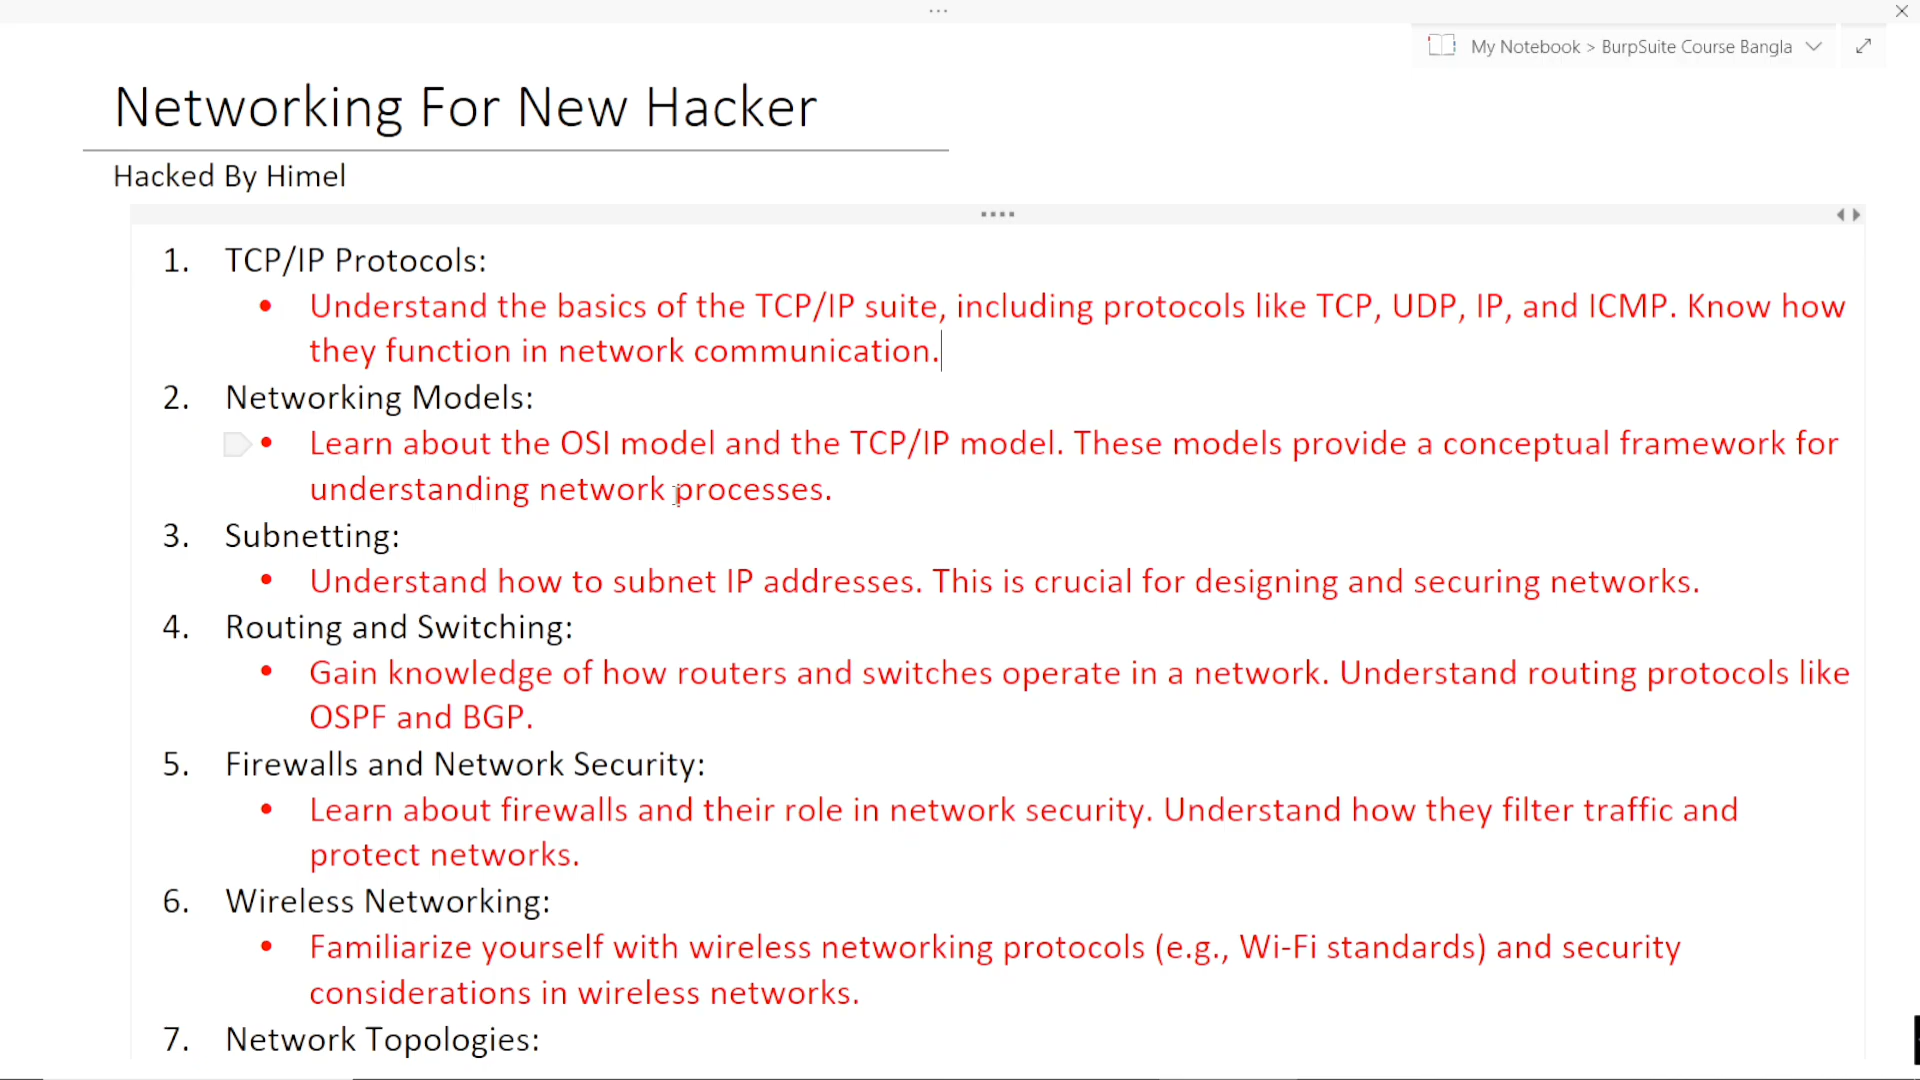 My Notebook > BurpSuite Course Bangla
Networking For New Hacker
Hacked By Himel
1. TCP/IP Protocols:
• Understand the basics of the TCP/IP suite, including protocols like TCP, UDP, IP, and ICMP. Know how
they function in network communication.
2. Networking Models:
• Learn about the OSI model and the TCP/IP model. These models provide a conceptual framework for
understanding network processes.
3. Subnetting:
• Understand how to subnet IP addresses. This is crucial for designing and securing networks.
4. Routing and Switching:
• Gain knowledge of how routers and switches operate in a network. Understand routing protocols like
OSPF and BGP.
5. Firewalls and Network Security:
• Learn about firewalls and their role in network security. Understand how they filter traffic and
protect networks.
6. Wireless Networking:
• Familiarize yourself with wireless networking protocols (e.g., Wi-Fi standards) and security
considerations in wireless networks.
7. Network Topologies: